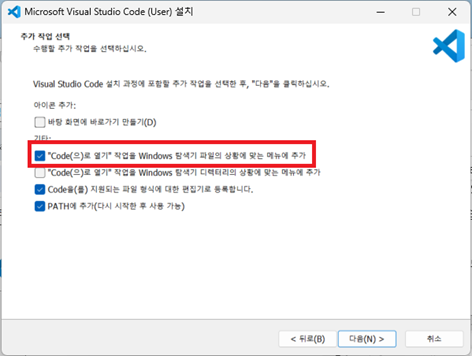 Microsoft Visual Studio Code (User) 설치
추가 작업 선택
수행할 추가 작업을 선택하십시오.
Visual Studio Code 설치 과정에 포함할 추가 작업을 선택한 후, "다음"을 클릭하십시오.
아이콘 추가:
바탕 화면에 바로가기 만들기(D)
기타:
"Code(으)로 열기" 작업을 Windows 탐색기 파일의 상황에 맞는 메뉴에 추가
"Code(으)로 열기" 작업을 Windows 탐색기 디렉터리의 상황에 맞는 메뉴에 추가
Code을(를) 지원되는 파일 형식에 대한 편집기로 등록합니다.
PATH에 추가(다시 시작한 후 사용 가능)
< 뒤로(B)
다음(N) >
취소